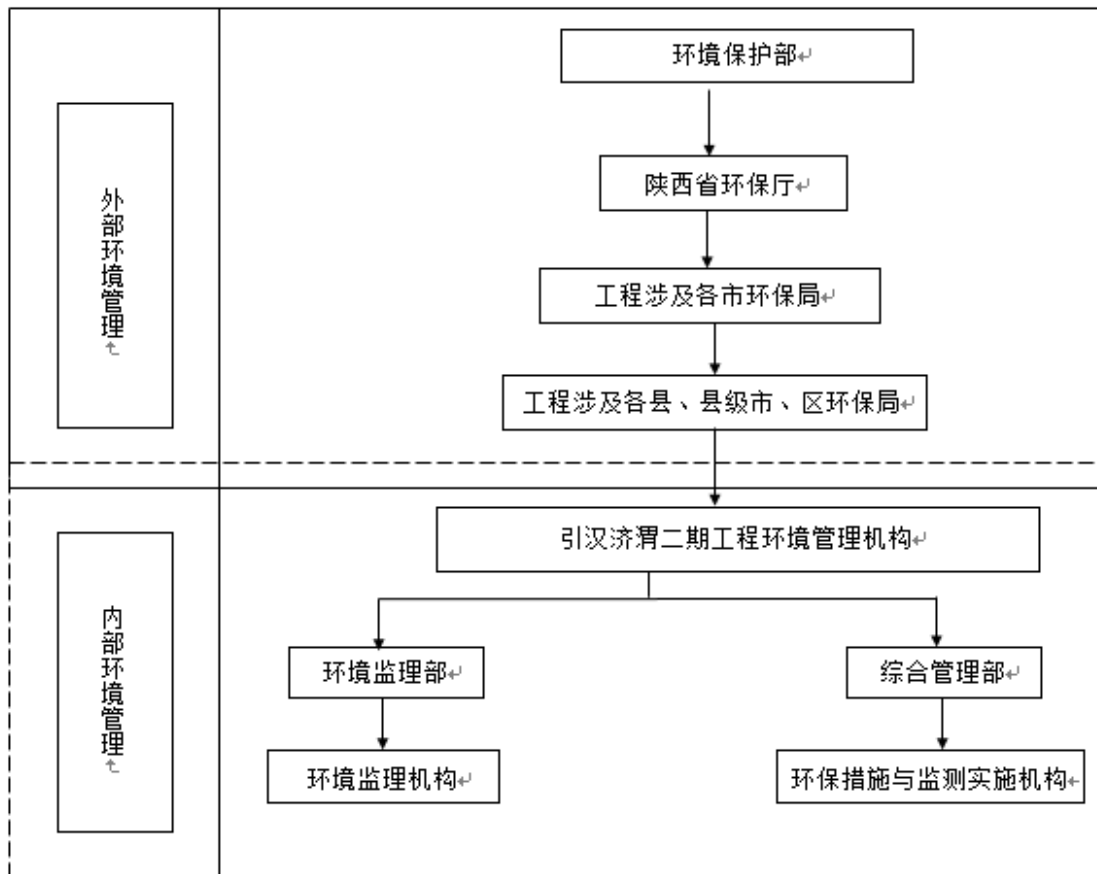 环境保护部
陕西省环保厅
工程涉及各市环保局
工程涉及各县、县级市、区环保局
外部环境管理
引汉济渭二期工程环境管理机构
环境监理部
综合管理部
环境监理机构
环保措施与监测实施机构
内部环境管理